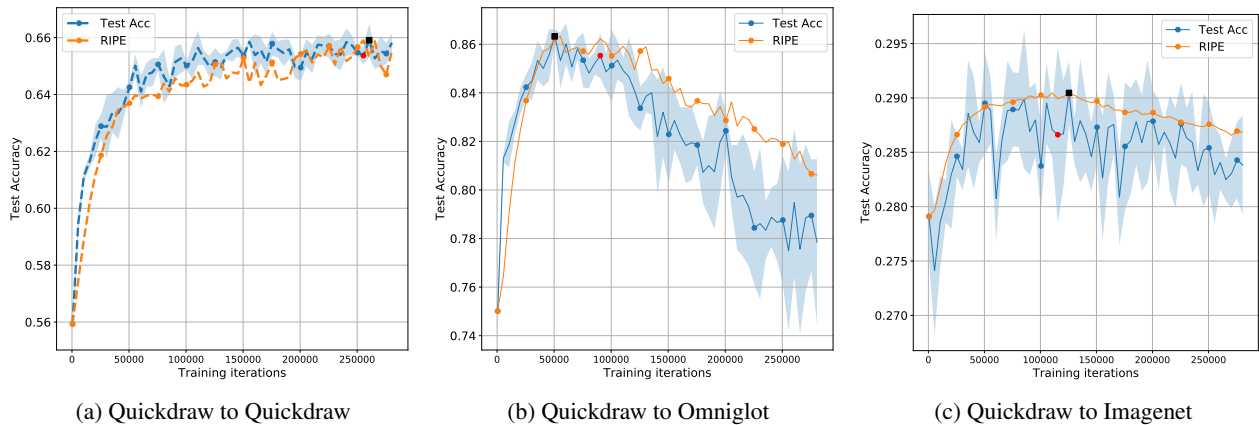 0.66
0.64
0.62
0.60
0.58
0.56
Test Accuracy
Test Acc
RIPE
0 50000 100000 150000 200000 250000
Training iterations
(a) Quickdraw to Quickdraw
0.86
0.84
0.82
0.80
0.78
0.76
0.74
Test Accuracy
Test Acc
RIPE
0 50000 100000 150000 200000 250000
Training iterations
(b) Quickdraw to Omniglot
0.295
0.290
0.285
0.280
0.275
0.270
Test Accuracy
Test Acc
RIPE
0 50000 100000 150000 200000 250000
Training iterations
(c) Quickdraw to Imagenet